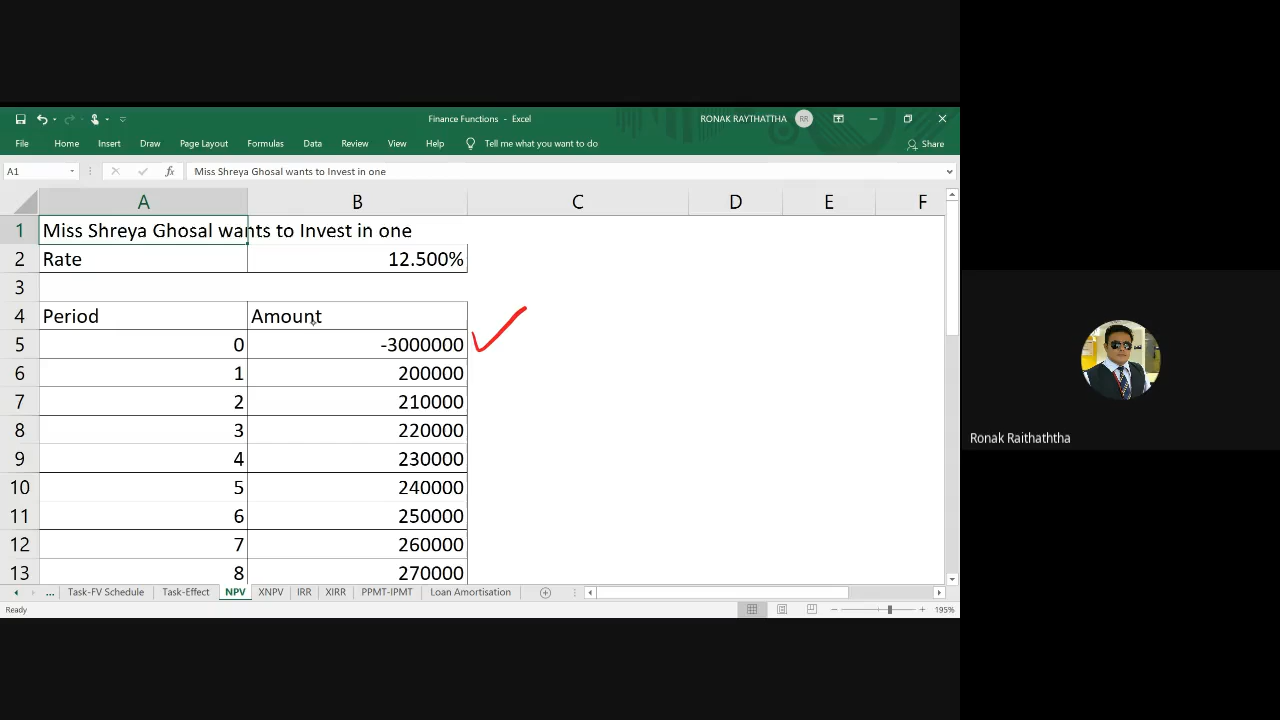 Finance Functions - Excel
RONAK RAYTHATTHA RR
File Home Insert Draw Page Layout Formulas Data Review View Help Tell me what you want to do Share
A1 fx Miss Shreya Ghosal wants to Invest in one
A B C D E F
1 Miss Shreya Ghosal wants to Invest in one
2 Rate 12.500%
3
4 Period Amount
5 0 -3000000
6 1 200000
7 2 210000
8 3 220000
9 4 230000
10 5 240000
11 6 250000
12 7 260000
13 8 270000
Ronak Raithaththa
... Task-FV Schedule Task-Effect NPV XNPV IRR XIRR PPMT-IPMT Loan Amortisation
Ready 195%